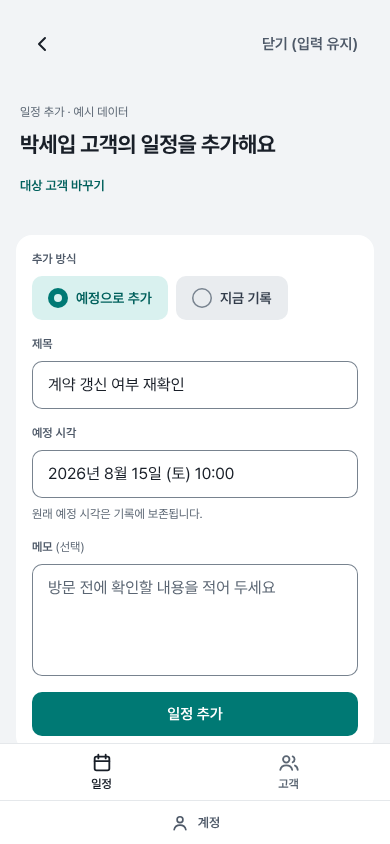 닫기 (입력 유지)
일정 추가 · 예시 데이터
박세입 고객의 일정을 추가해요
대상 고객 바꾸기
추가 방식
예정으로 추가
지금 기록
제목
계약 갱신 여부 재확인
예정 시각
2026년 8월 15일 (토) 10:00
원래 예정 시각은 기록에 보존됩니다.
메모 (선택)
방문 전에 확인할 내용을 적어 두세요
일정 추가
일정
고객
계정